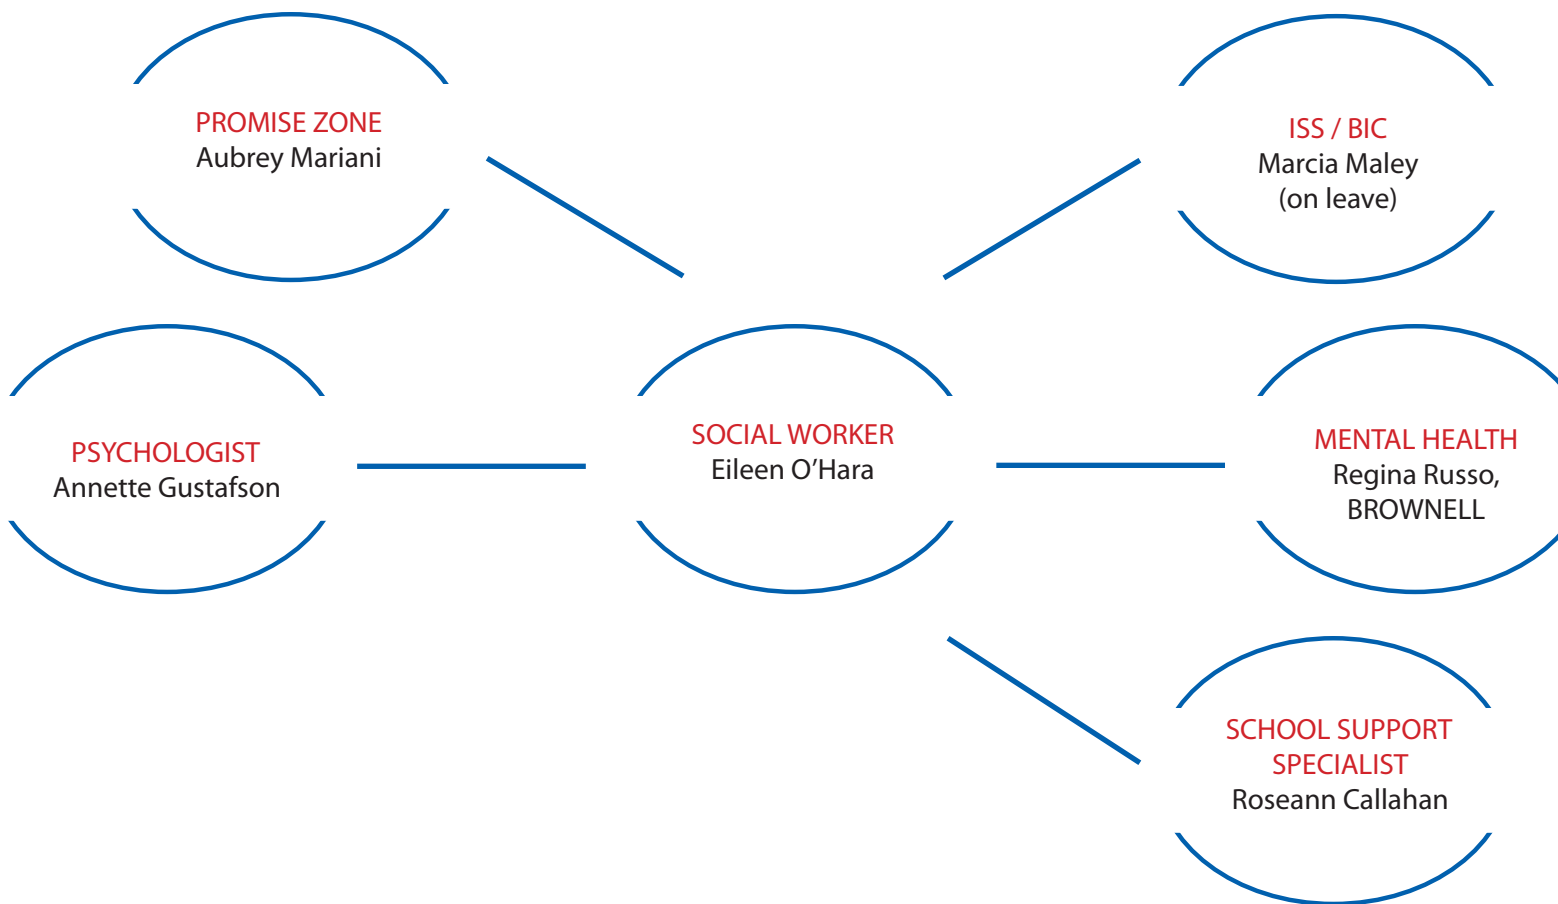 PROMISE ZONE
Aubrey Mariani
ISS / BIC
Marcia Maley
(on leave)
PSYCHOLOGIST
Annette Gustafson
SOCIAL WORKER
Eileen O’Hara
MENTAL HEALTH
Regina Russo,
BROWNELL
SCHOOL SUPPORT
SPECIALIST
Roseann Callahan